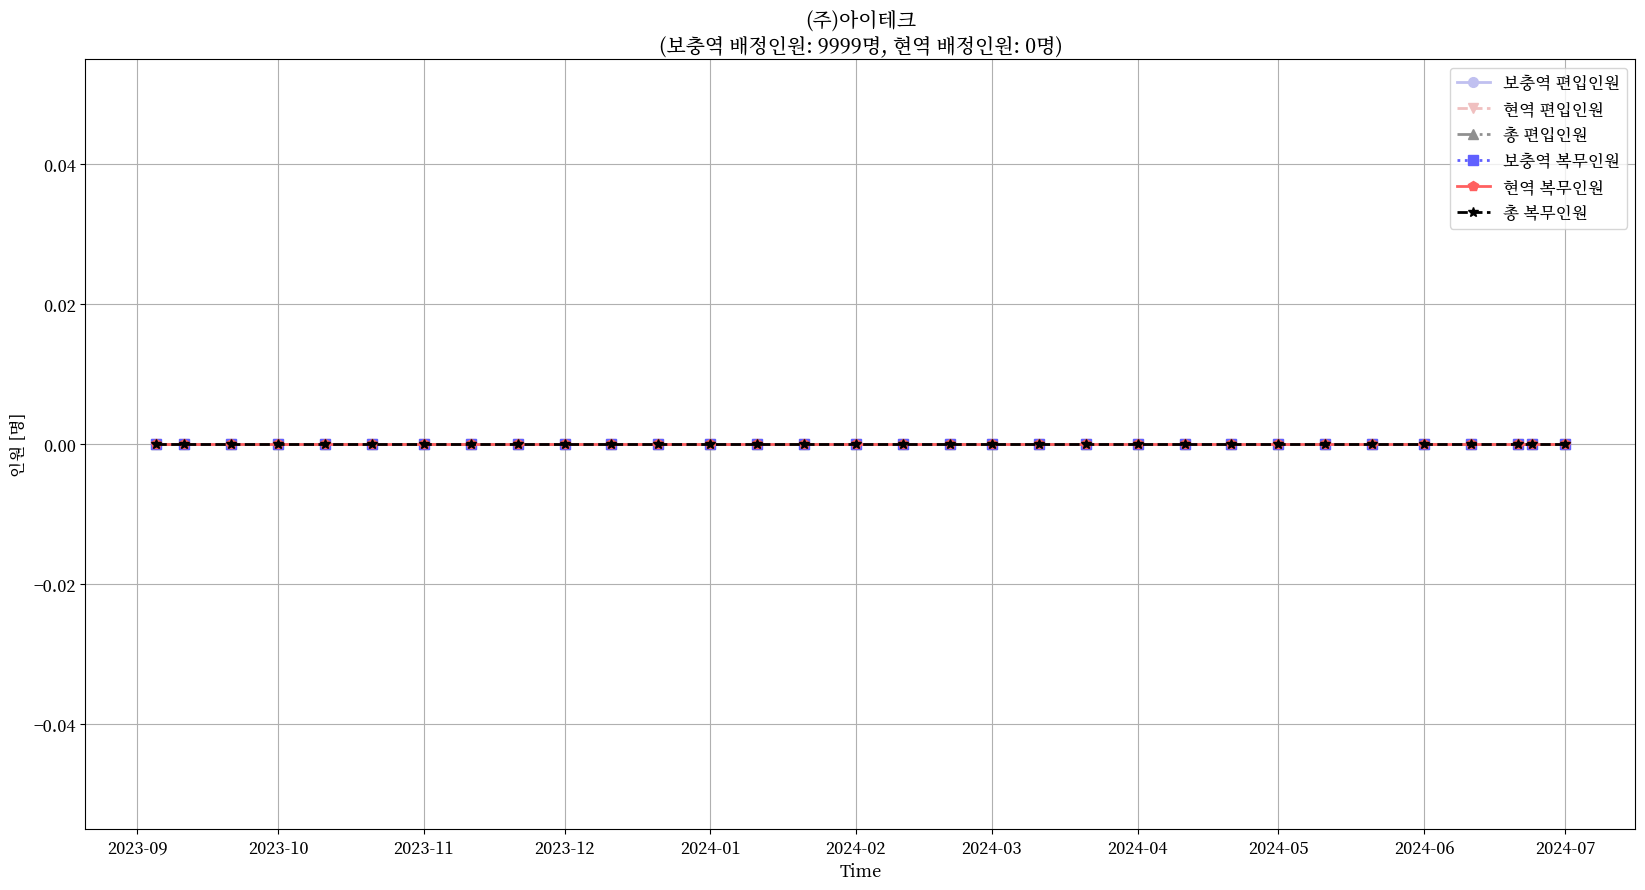 (주)아이테크
(보충역 배정인원: 9999명, 현역 배정인원: 0명)
보충역 편입인원
현역 편입인원
총 편입인원
보충역 복무인원
현역 복무인원
총 복무인원
인원 [명]
0.04
0.02
0.00
−0.02
−0.04
2023-09 2023-10 2023-11 2023-12 2024-01 2024-02 2024-03 2024-04 2024-05 2024-06 2024-07
Time